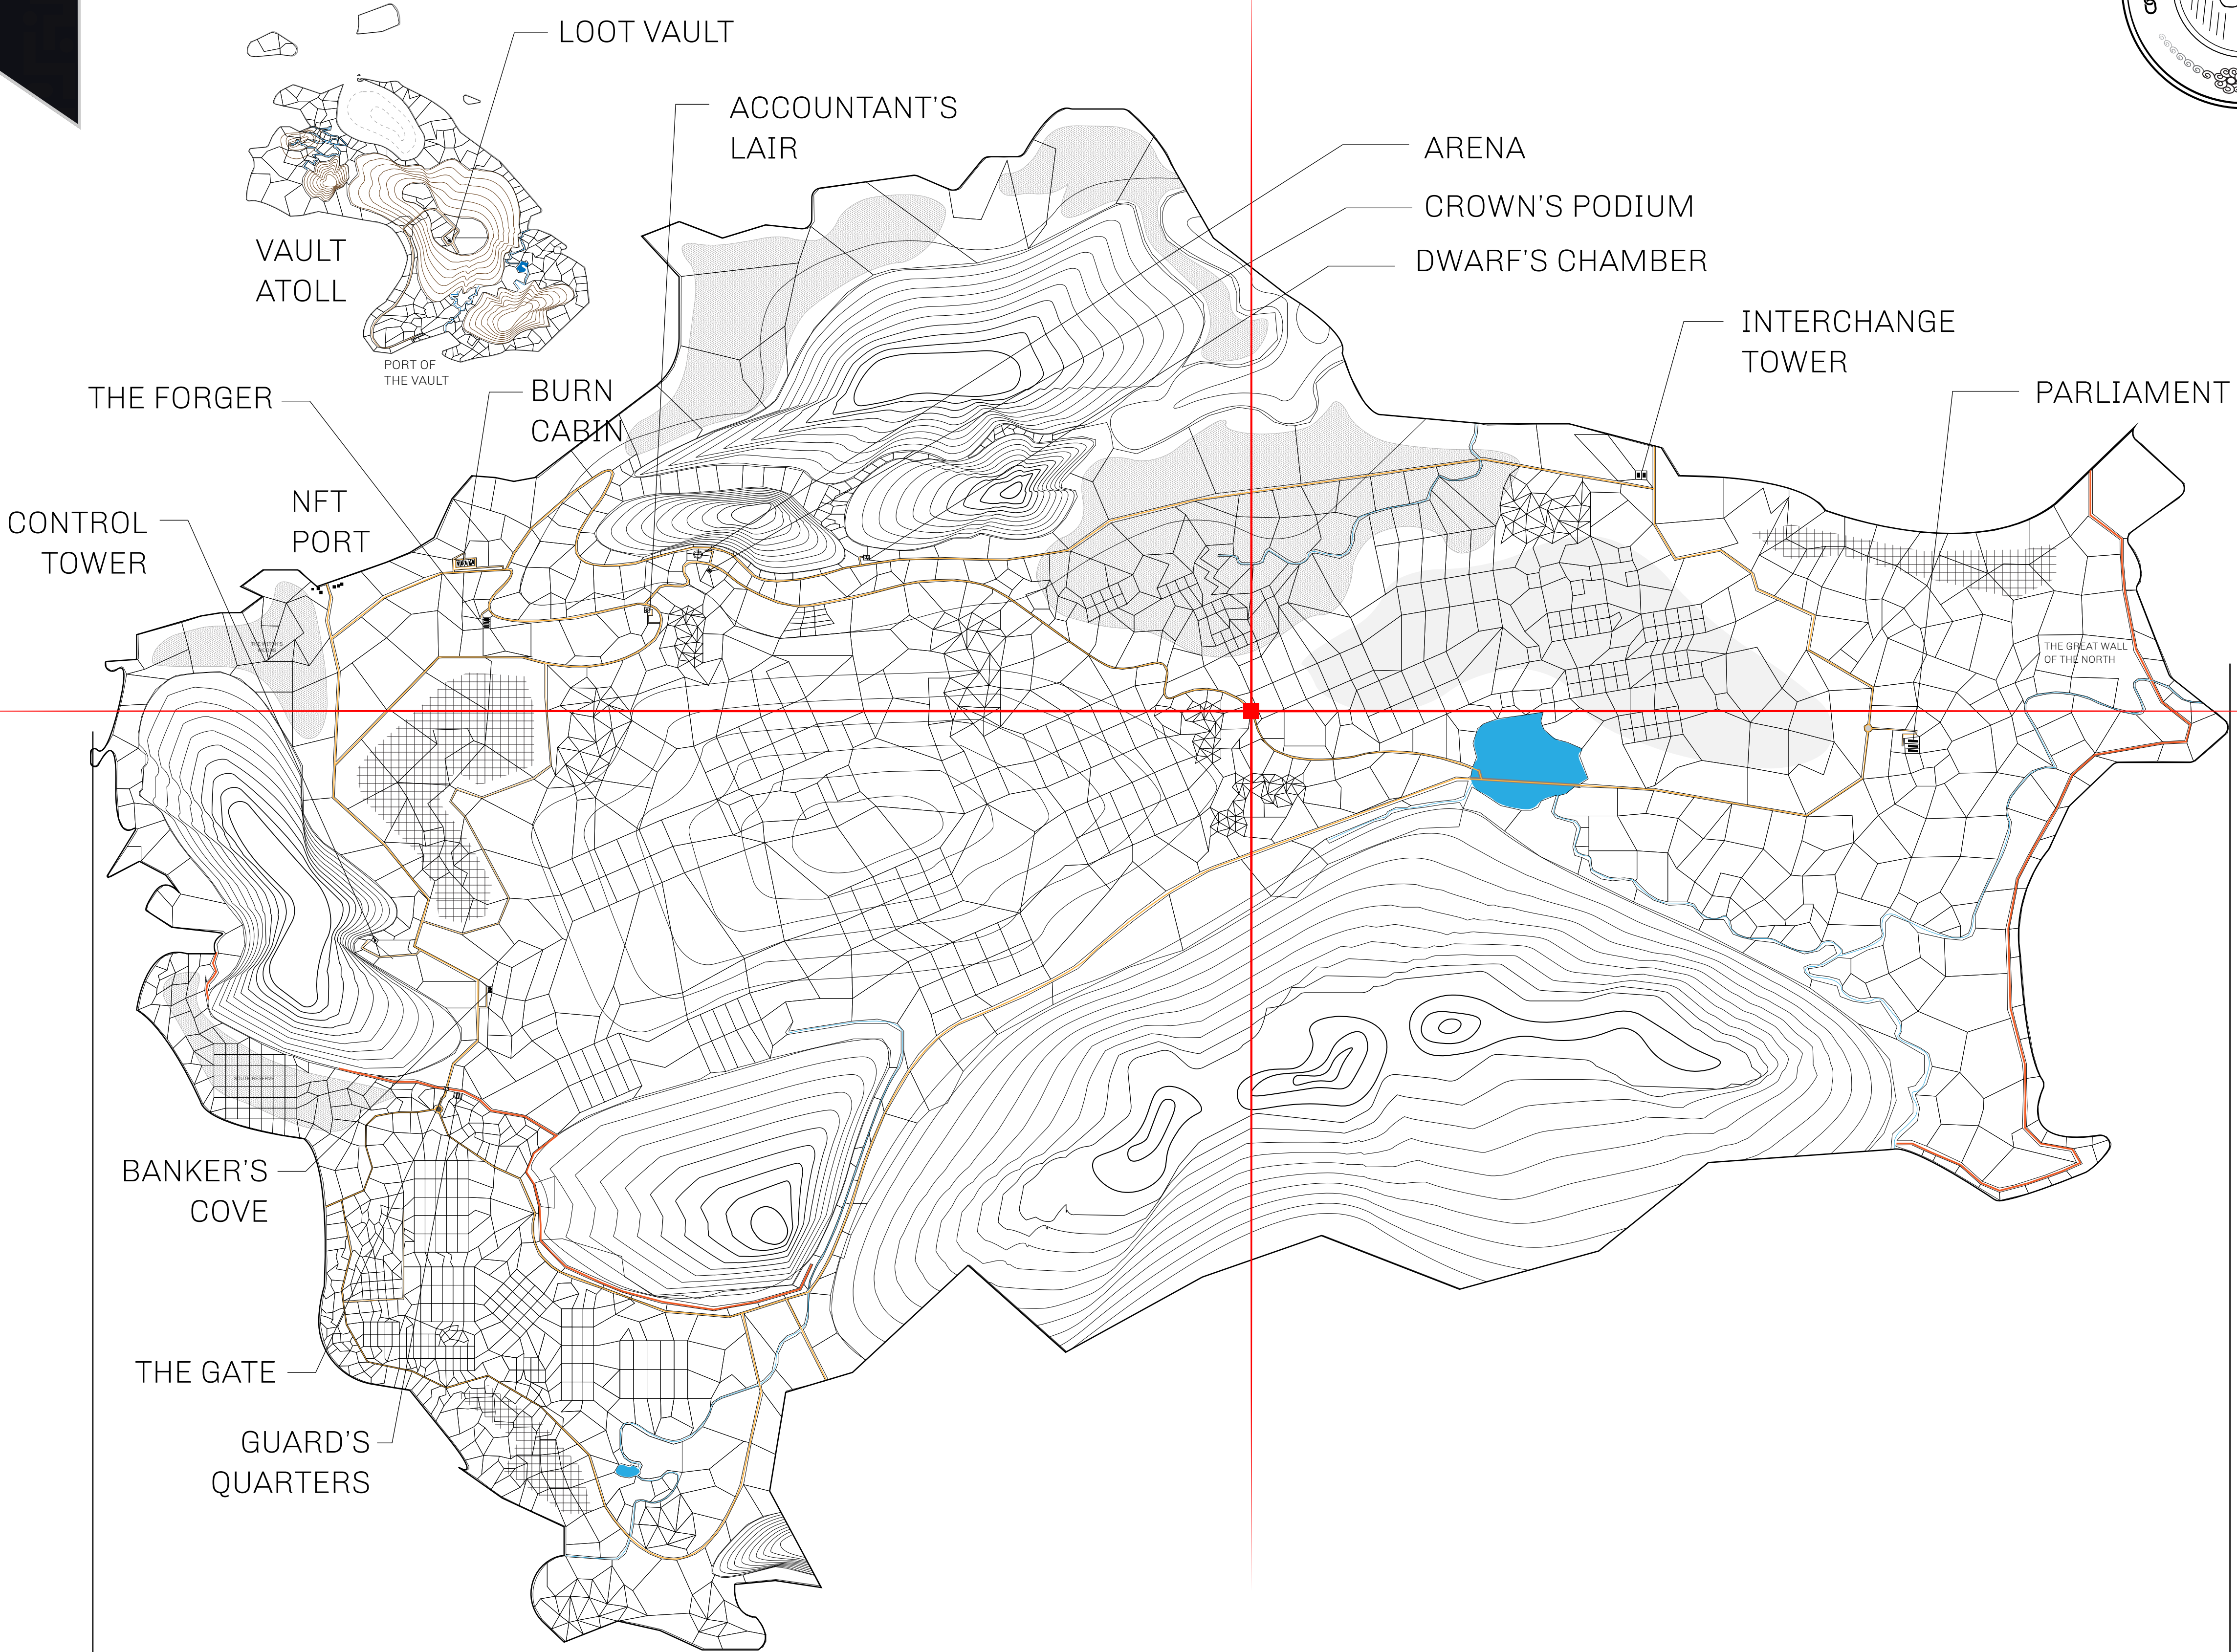 LOOT VAULT
ACCOUNTANT'S
LAIR
ARENA
CROWN'S PODIUM
DWARF'S CHAMBER
VAULT
ATOLL
INTERCHANGE
TOWER
PORT OF
THE VAULT
THE FORGER
BURN
CABIN
PARLIAMENT
NFT
PORT
CONTROL
TOWER
THE GREAT WALL
OF THE NORTH
SOUTH RESERVE
BANKER'S
COVE
THE GATE
GUARD'S
QUARTERS